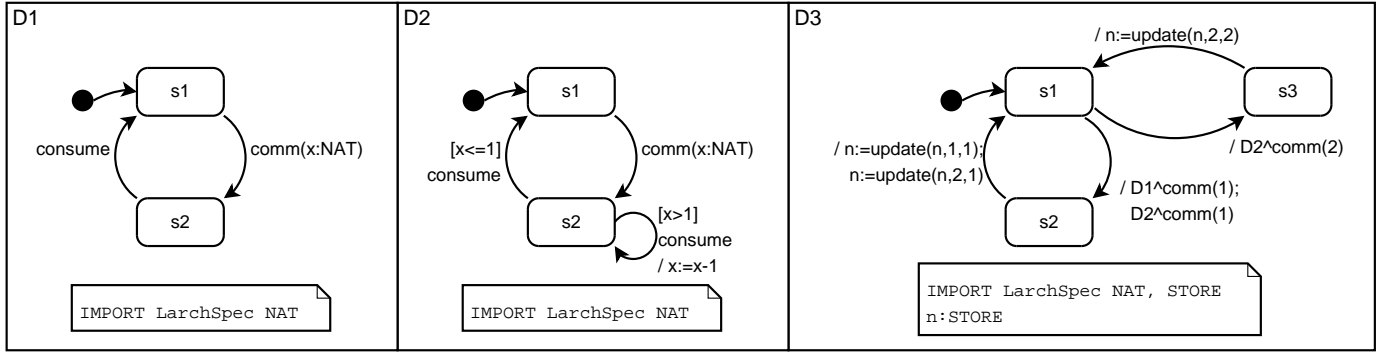 D1
s1
consume
comm(x:NAT)
s2
IMPORT LarchSpec NAT
D2
s1
[x<=1]
consume
comm(x:NAT)
s2
[x>1]
consume
/ x:=x-1
IMPORT LarchSpec NAT
D3
/ n:=update(n,2,2)
s1
s3
/ n:=update(n,1,1);
n:=update(n,2,1)
/ D2^comm(2)
/ D1^comm(1);
D2^comm(1)
s2
IMPORT LarchSpec NAT, STORE
n:STORE